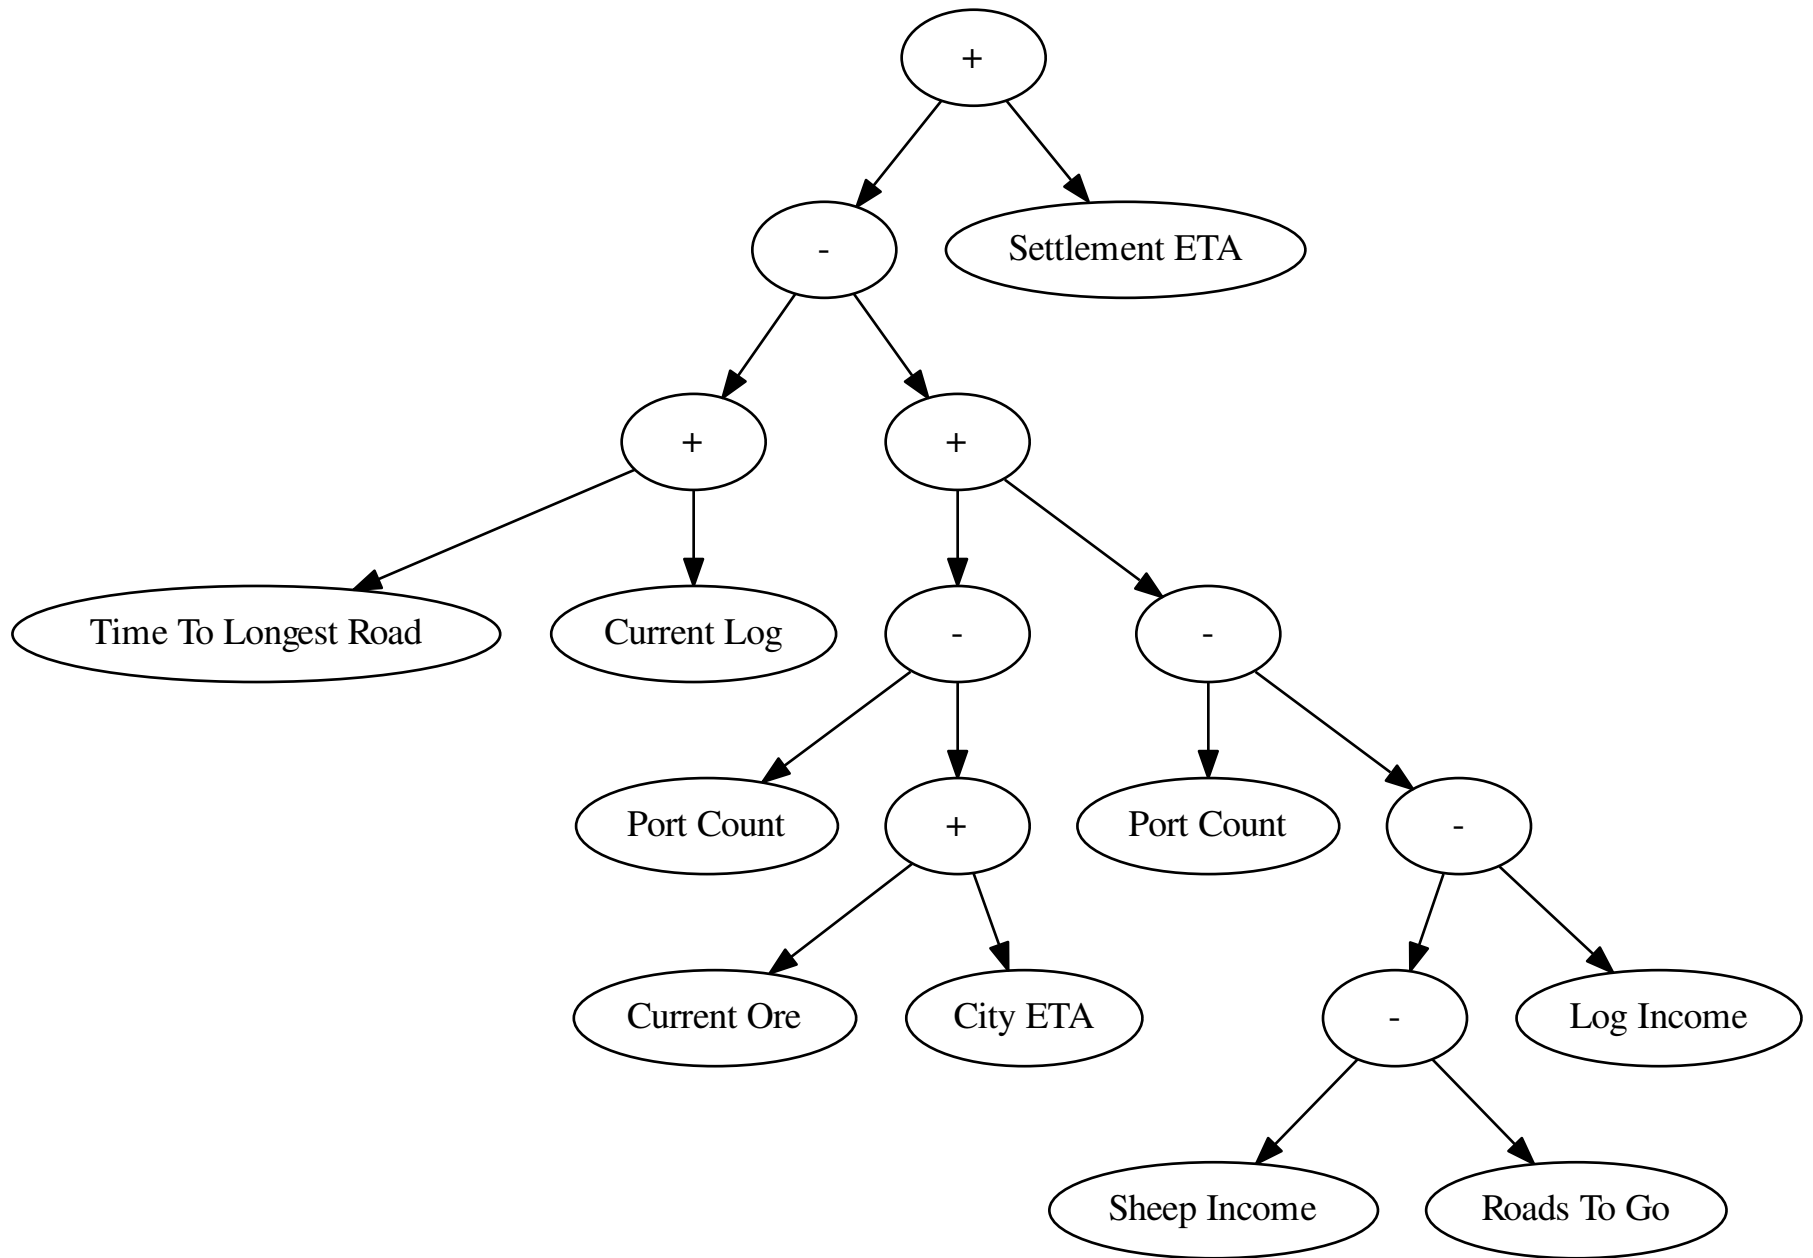 +
-
Settlement ETA
+
+
Time To Longest Road
Current Log
-
-
Port Count
+
Port Count
-
Current Ore
City ETA
-
Log Income
Sheep Income
Roads To Go